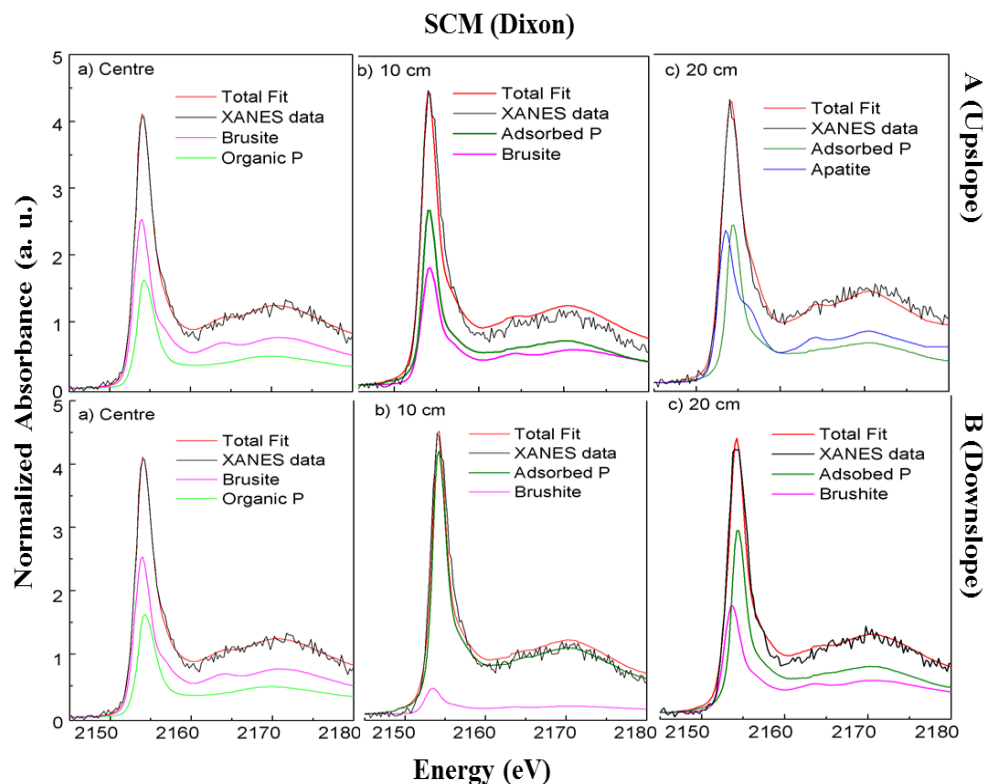 SCM (Dixon)
Normalized Absorbance (a. u.)
A (Upslope)
a) Centre
Total Fit
XANES data
Brusite
Organic P
5
4
3
2
1
0
b) 10 cm
Total Fit
XANES data
Adsorbed P
Brusite
c) 20 cm
Total Fit
XANES data
Adsorbed P
Apatite
B (Downslope)
a) Centre
Total Fit
XANES data
Brusite
Organic P
5
4
3
2
1
0
2150 2160 2170 2180
b) 10 cm
Total Fit
XANES data
Adsorbed P
Brushite
2150 2160 2170 2180
c) 20 cm
Total Fit
XANES data
Adsobed P
Brushite
2150 2160 2170 2180
Energy (eV)